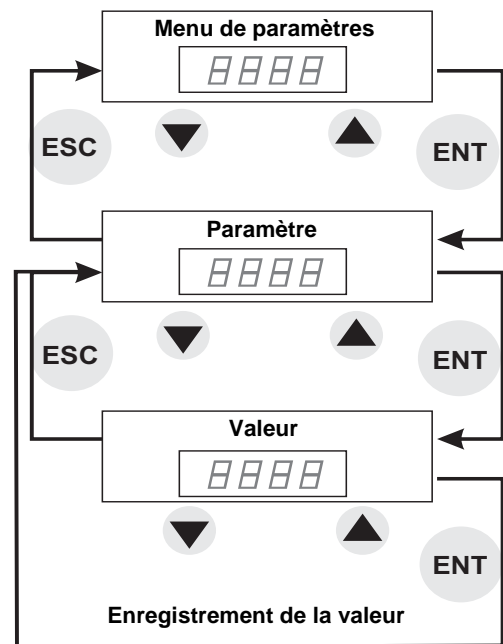 Menu de paramètres
8888
ESC
ENT
Paramètre
8888
ESC
ENT
Valeur
8888
ENT
Enregistrement de la valeur